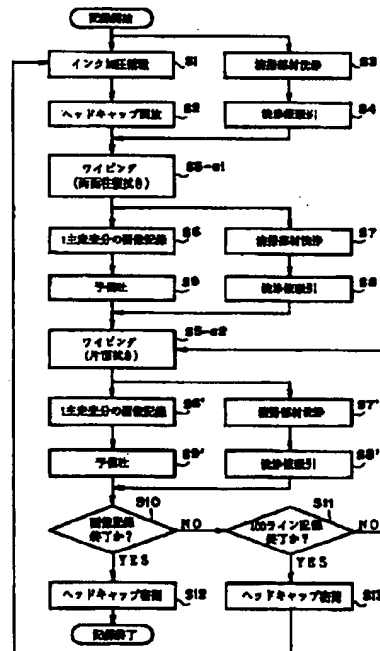 記録開始
インク加圧循環 S1
清掃部材洗浄 S3
ヘッドキャップ開放 S2
洗浄液吸引 S4
ワイピング S5-a1
(両面往復拭き)
1主走査分の画像記録 S6
清掃部材洗浄 S7
予備吐 S9
洗浄液吸引 S8
ワイピング S5-a2
(片面拭き)
1主走査分の画像記録 S6'
清掃部材洗浄 S7'
予備吐 S9'
洗浄液吸引 S8'
画像記録 S10
終了か?
NO
100ライン記録 S11
終了か?
NO
YES
YES
ヘッドキャップ密閉 S12
ヘッドキャップ密閉
記録終了